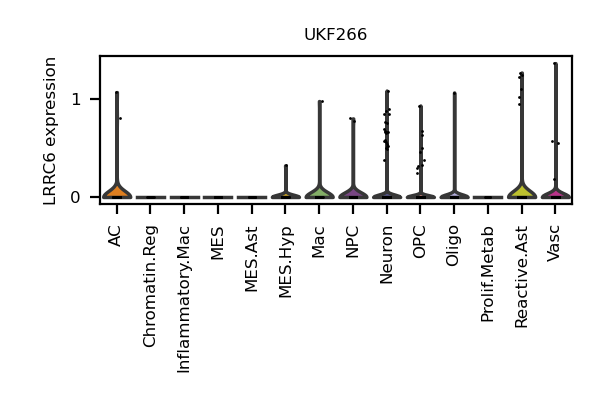 UKF266
LRRC6 expression
1
0
AC
Chromatin.Reg
Inflammatory.Mac
MES
MES.Ast
MES.Hyp
Mac
NPC
Neuron
OPC
Oligo
Prolif.Metab
Reactive.Ast
Vasc